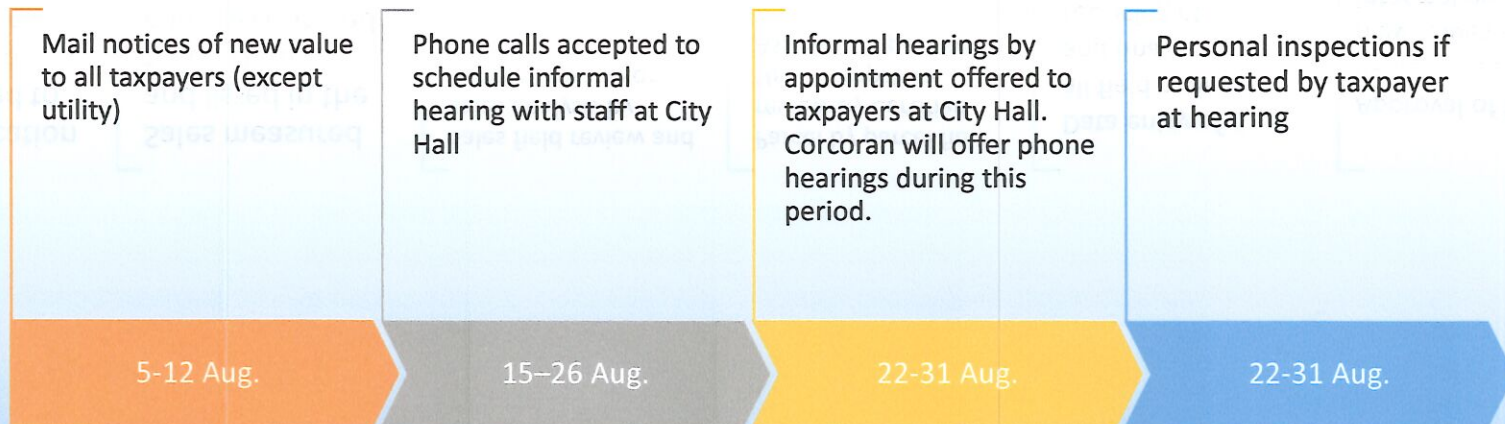 Mail notices of new value
to all taxpayers (except
utility)
Phone calls accepted to
schedule informal
hearing with staff at City
Hall
Informal hearings by
appointment offered to
taxpayers at City Hall.
Corcoran will offer phone
hearings during this
period.
Personal inspections if
requested by taxpayer
at hearing
5-12 Aug.
15–26 Aug.
22-31 Aug.
22-31 Aug.